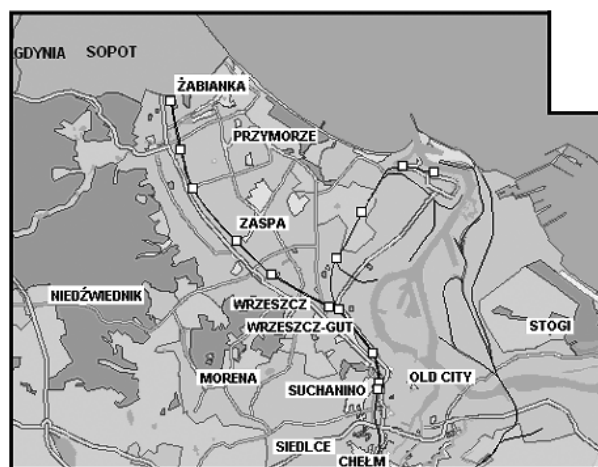 GDYNIA SOPOT
ŻABIANKA
PRZYMORZE
ZASPA
NIEDŹWIEDNIK
WRZESZCZ
WRZESZCZ-GUT
STOGI
MORENA
OLD CITY
SUCHANINO
SIEDLCE
CHEŁM